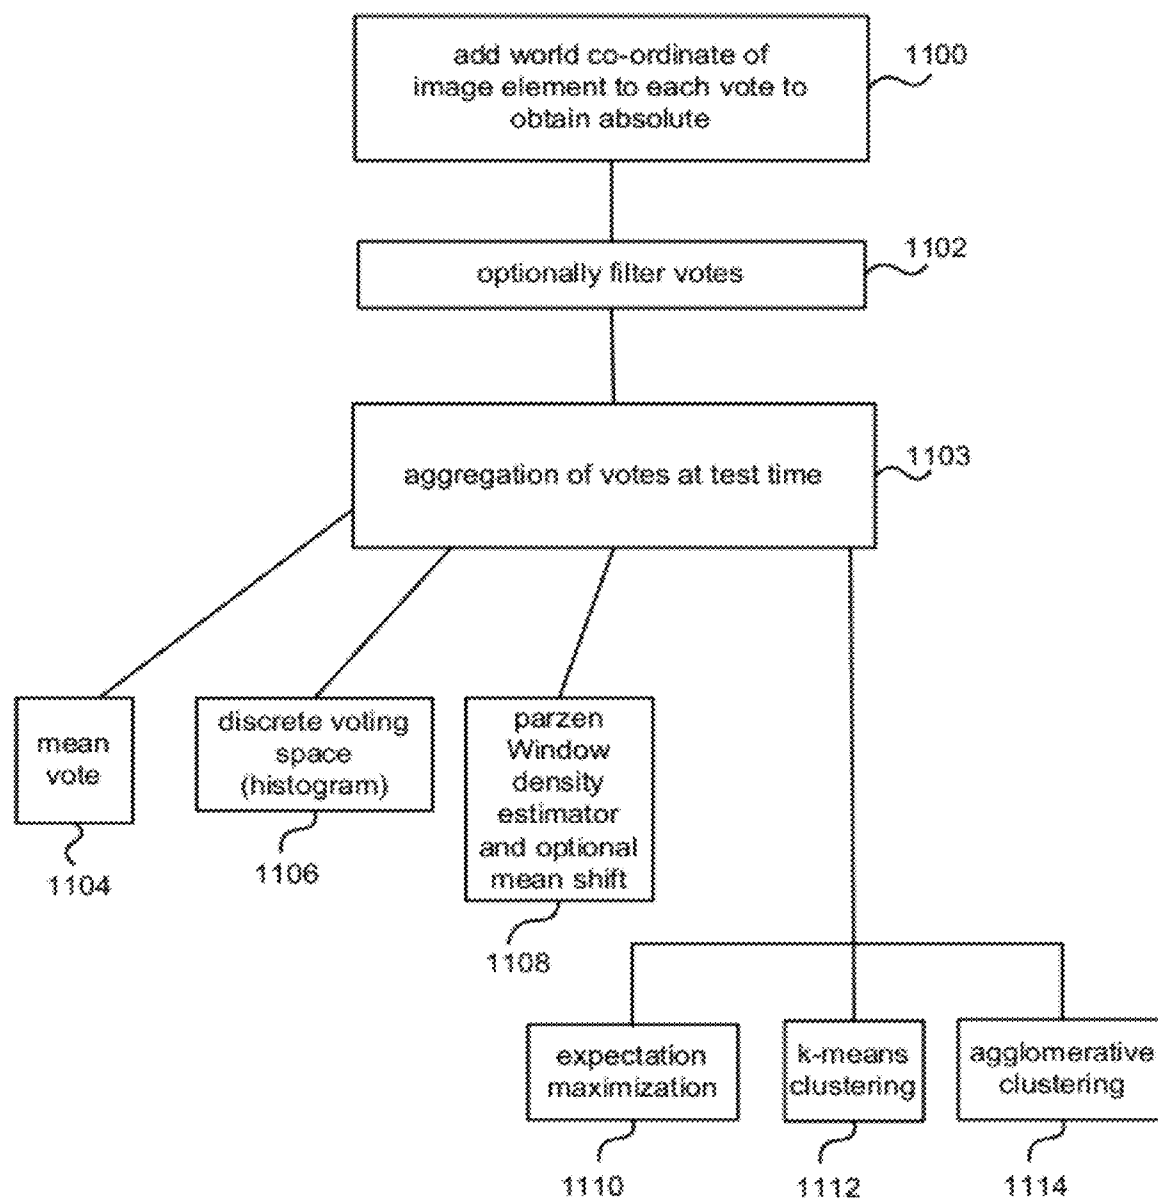 add world co-ordinate of
image element to each vote to
obtain absolute
1100
optionally filter votes
1102
aggregation of votes at test time
1103
mean
vote
1104
discrete voting
space
(histogram)
1106
parzen
Window
density
estimator
and optional
mean shift
1108
expectation
maximization
1110
k-means
clustering
1112
agglomerative
clustering
1114